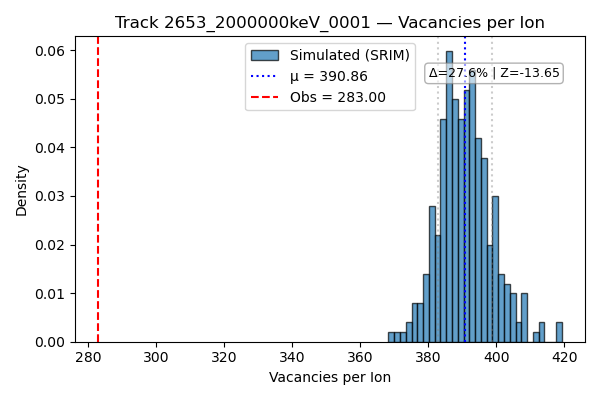 Track 2653_2000000keV_0001 — Vacancies per Ion
Simulated (SRIM)
μ = 390.86
Obs = 283.00
Δ=27.6% | Z=-13.65
Density
0.06
0.05
0.04
0.03
0.02
0.01
0.00
280 300 320 340 360 380 400 420
Vacancies per Ion